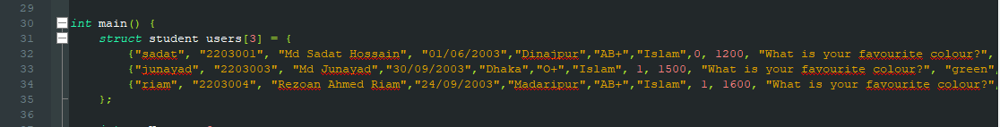 29
30 int main() {
31 struct student users[3] = {
32 {"sadat", "2203001", "Md Sadat Hossain", "01/06/2003","Dinajpur","AB+","Islam",0, 1200, "What is your favourite colour?",
33 {"junayad", "2203003", "Md Junayad","30/09/2003","Dhaka","O+","Islam", 1, 1500, "What is your favourite colour?", "green",
34 {"riam", "2203004", "Rezoan Ahmed Riam","24/09/2003","Madaripur","AB+","Islam", 1, 1600, "What is your favourite colour?",
35 };
36